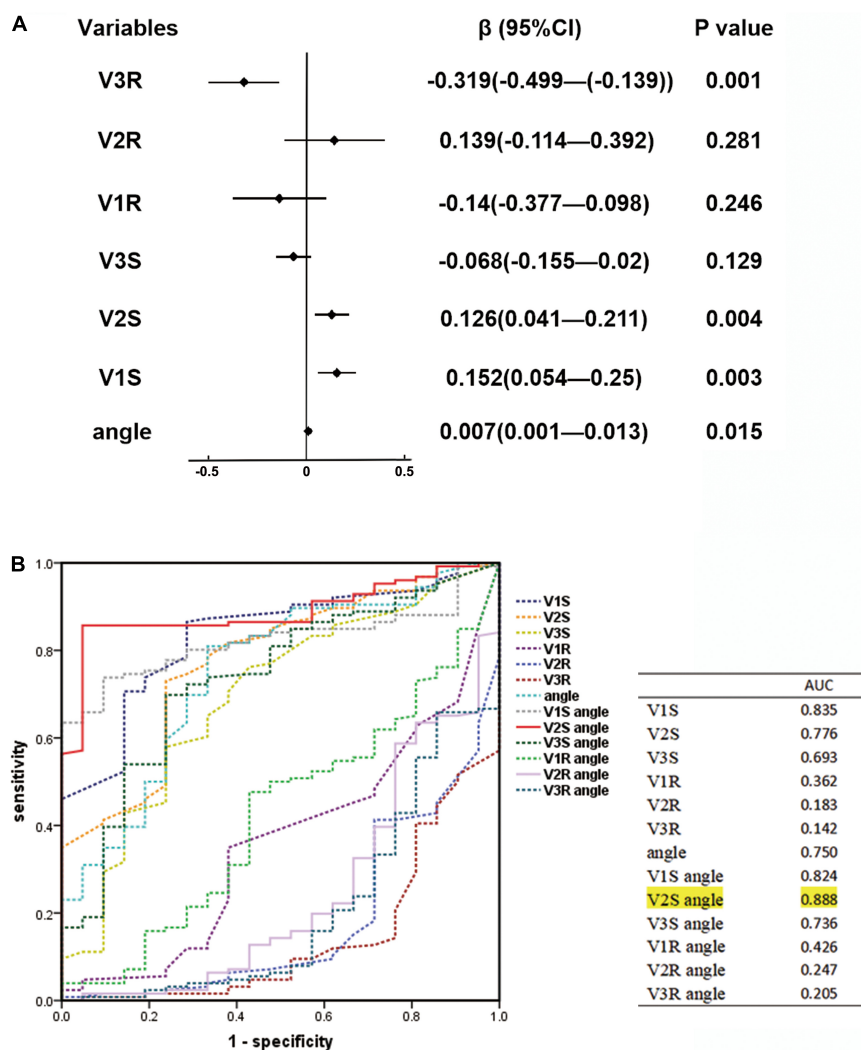 A
Variables β (95%CI) P value
V3R -0.319(-0.499—(-0.139)) 0.001
V2R 0.139(-0.114—0.392) 0.281
V1R -0.14(-0.377—0.098) 0.246
V3S -0.068(-0.155—0.02) 0.129
V2S 0.126(0.041—0.211) 0.004
V1S 0.152(0.054—0.25) 0.003
angle 0.007(0.001—0.013) 0.015
-0.5 0 0.5
B
1.0
0.8
0.6
0.4
0.2
0.0
sensitivity
0.0 0.2 0.4 0.6 0.8 1.0
1 - specificity
V1S
V2S
V3S
V1R
V2R
V3R
angle
V1S angle
V2S angle
V3S angle
V1R angle
V2R angle
V3R angle
AUC
V1S 0.835
V2S 0.776
V3S 0.693
V1R 0.362
V2R 0.183
V3R 0.142
angle 0.750
V1S angle 0.824
V2S angle 0.888
V3S angle 0.736
V1R angle 0.426
V2R angle 0.247
V3R angle 0.205